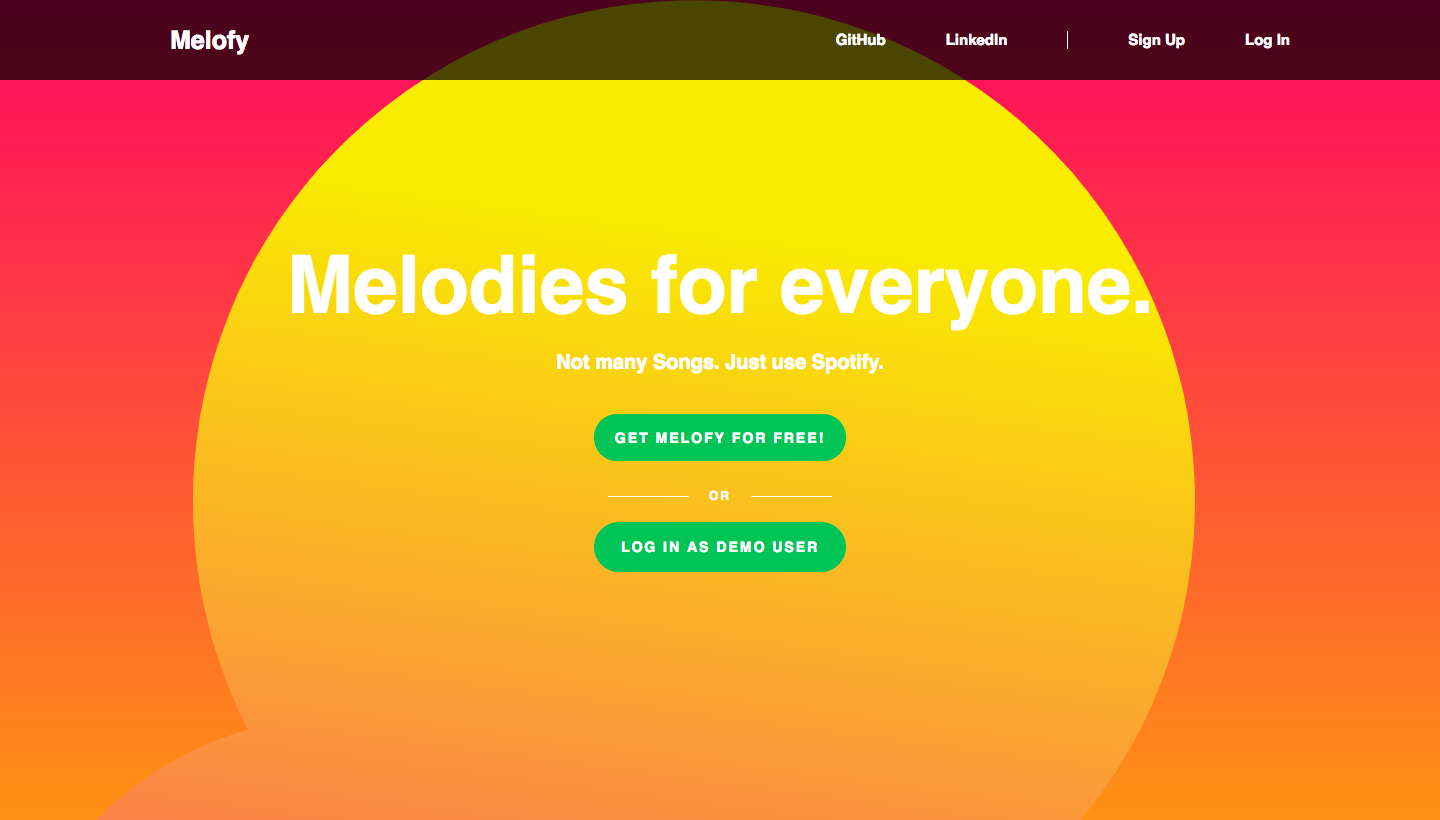 Melofy
GitHub
LinkedIn
Sign Up
Log In
Melodies for everyone.
Not many Songs. Just use Spotify.
GET MELOFY FOR FREE!
OR
LOG IN AS DEMO USER